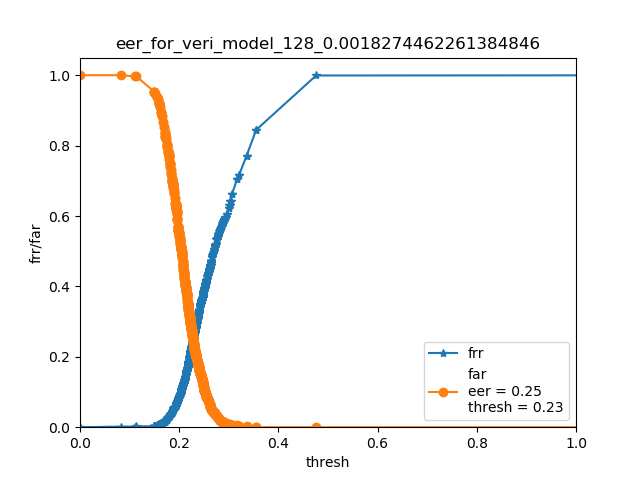 eer_for_veri_model_128_0.0018274462261384846
1.0
0.8
0.6
0.4
0.2
0.0
frr/far
0.0 0.2 0.4 0.6 0.8 1.0
thresh
frr
far
eer = 0.25
thresh = 0.23